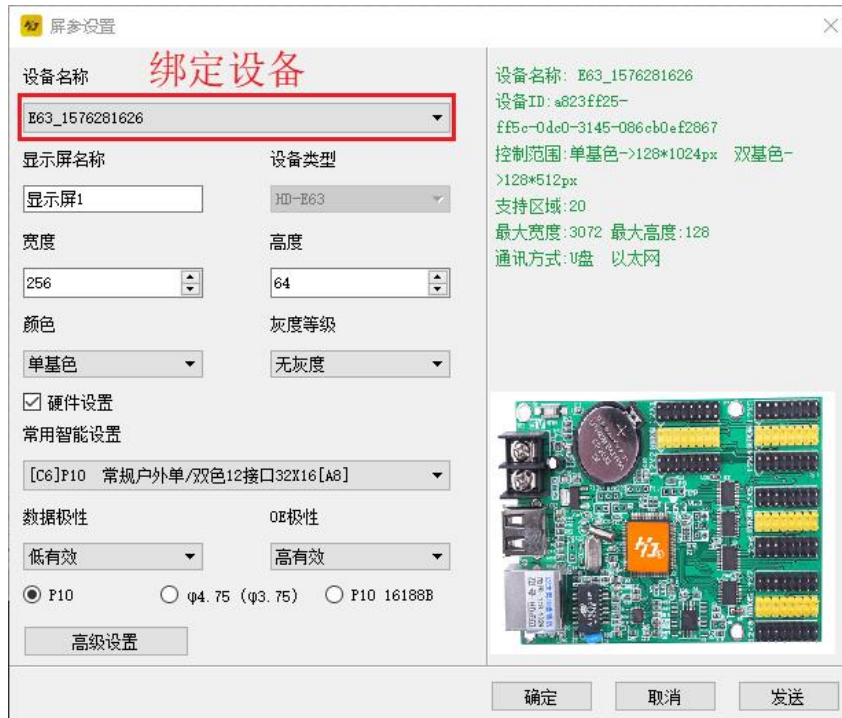 屏参设置
设备名称
绑定设备
E63_1576281626
显示屏名称
设备类型
显示屏1
HD-E63
宽度
高度
256
64
颜色
灰度等级
单基色
无灰度
硬件设置
常用智能设置
[C6]P10 常规户外单/双色12接口32X16[A8]
数据极性
OE极性
低有效
高有效
P10
φ4.75 (φ3.75)
P10 16188B
高级设置
设备名称: E63_1576281626
设备ID:a823ff25-
ff5c-0dc0-3145-086cb0ef2867
控制范围:单基色->128*1024px 双基色-
>128*512px
支持区域:20
最大宽度:3072 最大高度:128
通讯方式:U盘 以太网
确定
取消
发送